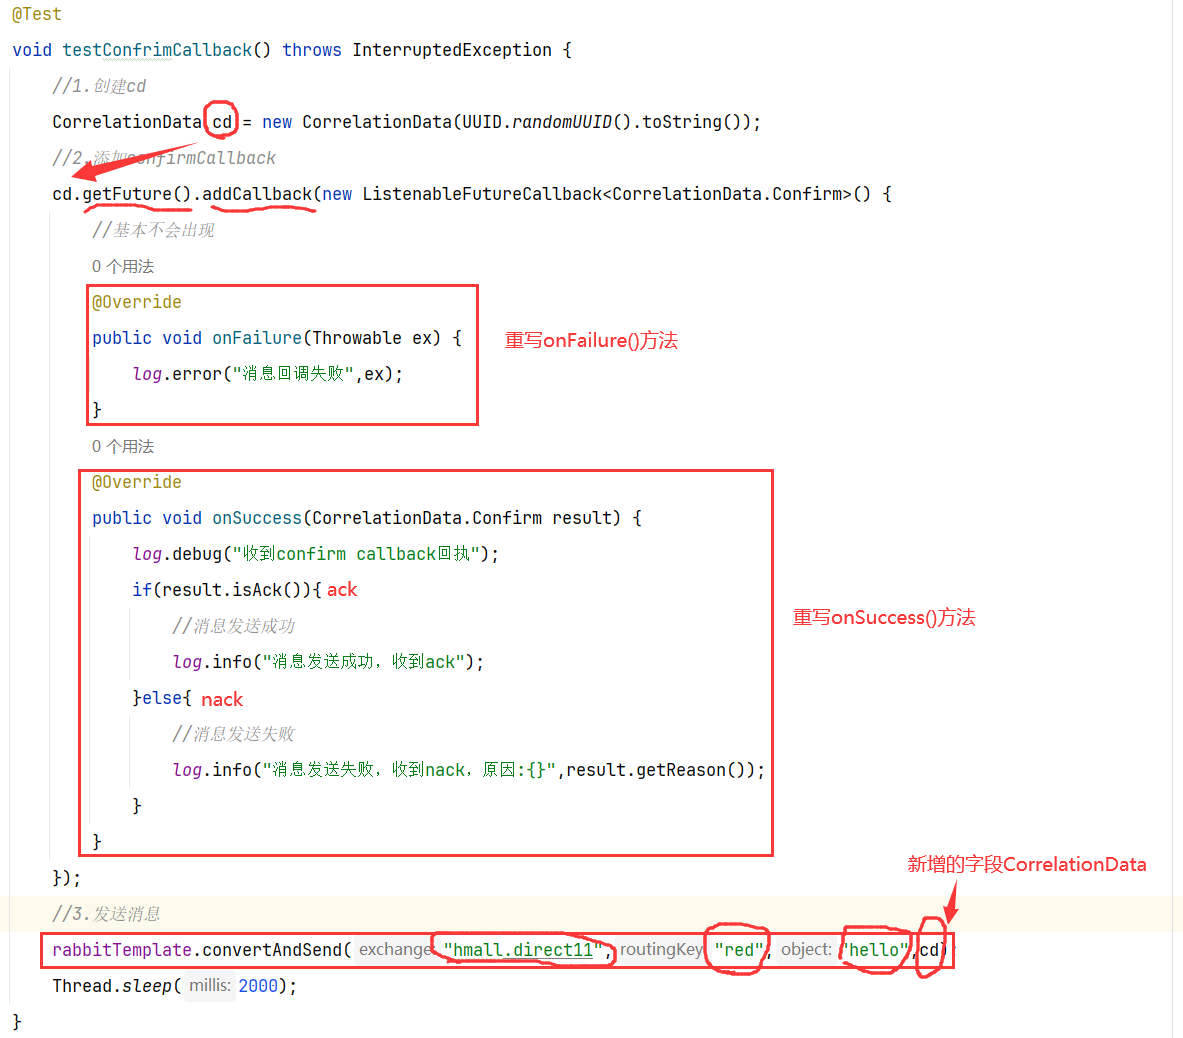 @Test
void testConfrimCallback() throws InterruptedException {
//1.创建cd
CorrelationData cd = new CorrelationData(UUID.randomUUID().toString());
//2.添加confirmCallback
cd.getFuture().addCallback(new ListenableFutureCallback<CorrelationData.Confirm>() {
//基本不会出现
0 个用法
@Override
public void onFailure(Throwable ex) {
重写onFailure()方法
log.error("消息回调失败",ex);
}
0 个用法
@Override
public void onSuccess(CorrelationData.Confirm result) {
log.debug("收到confirm callback回执");
if(result.isAck()){ ack
//消息发送成功
重写onSuccess()方法
log.info("消息发送成功，收到ack");
}else{ nack
//消息发送失败
log.info("消息发送失败，收到nack，原因:{}",result.getReason());
}
}
新增的字段CorrelationData
});
//3.发送消息
rabbitTemplate.convertAndSend( exchange: "hmall.direct11", routingKey: "red", object: "hello",cd);
Thread.sleep( millis: 2000);
}